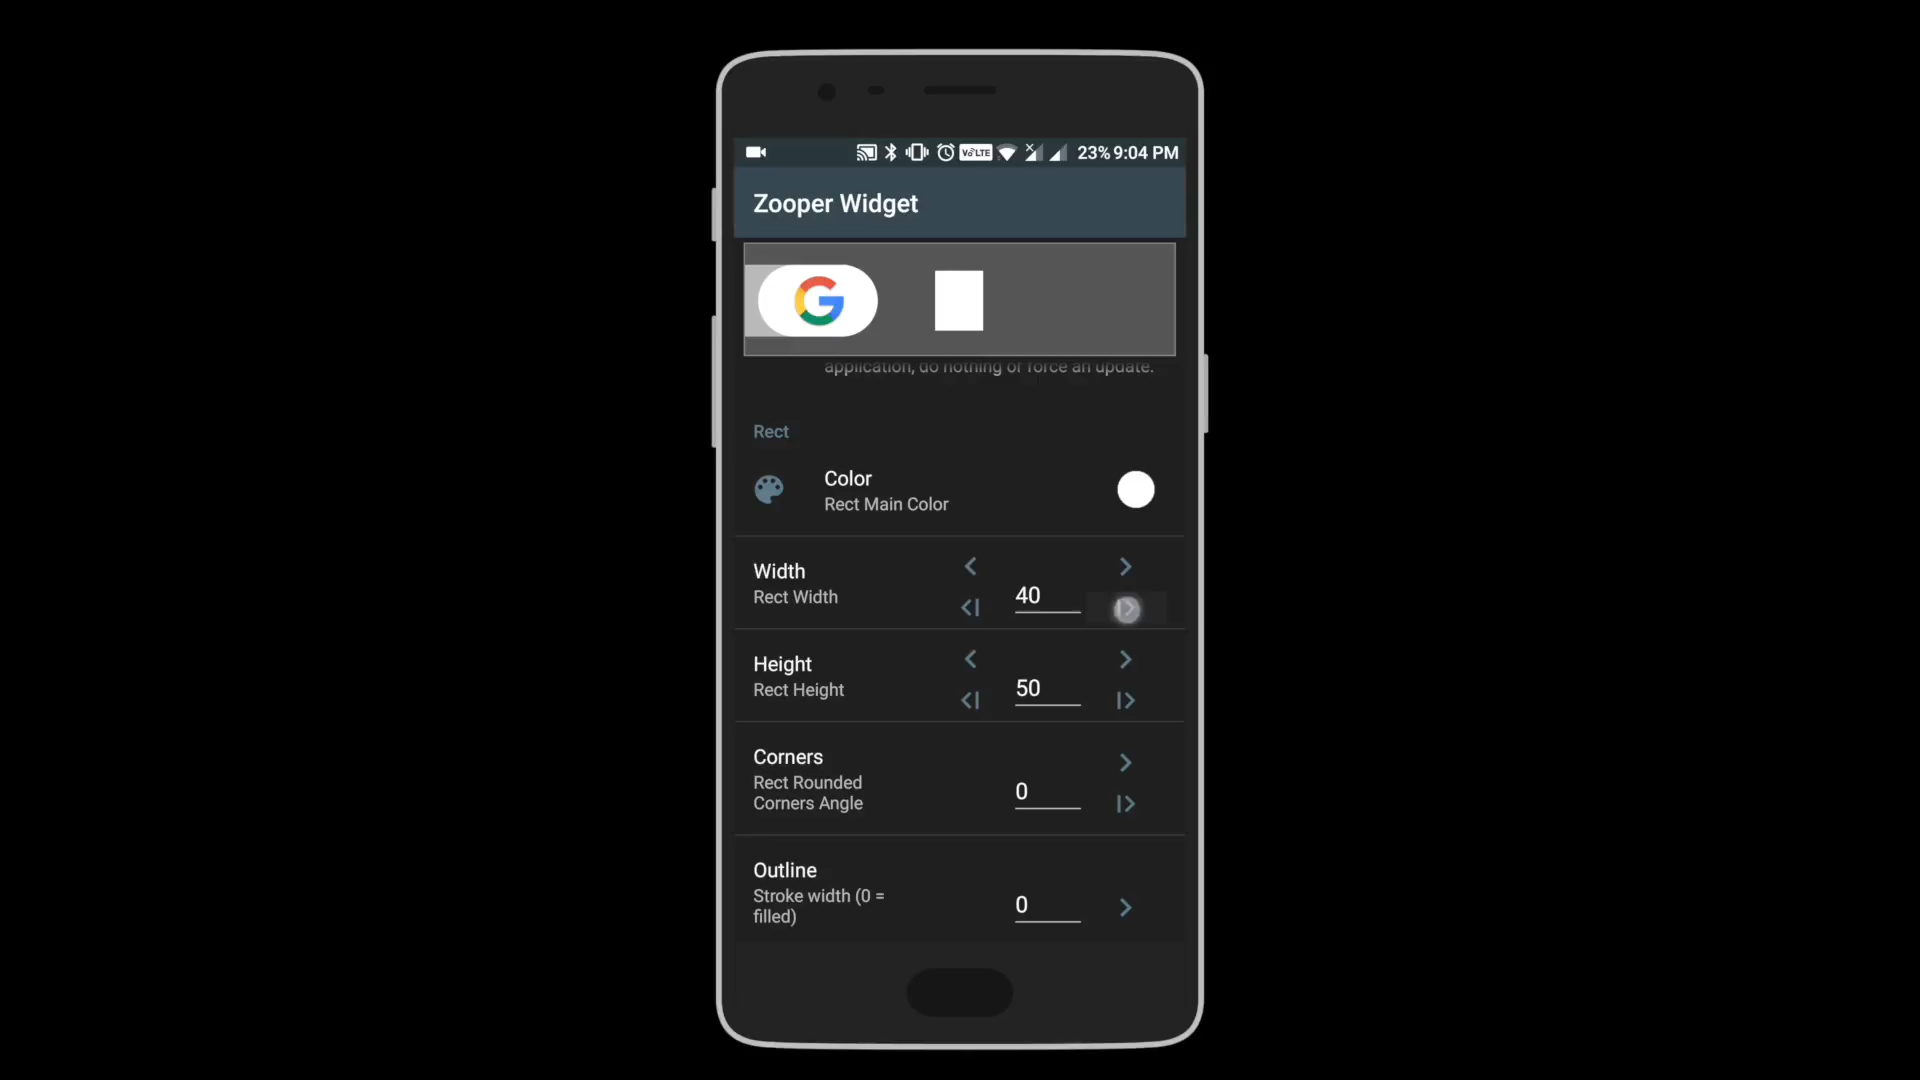 VoLTE 23% 9:04 PM
Zooper Widget
G
application, do nothing or force an update.
Rect
Color
Rect Main Color
Width
Rect Width
40
Height
Rect Height
50
Corners
Rect Rounded
Corners Angle
0
Outline
Stroke width (0 =
filled)
0